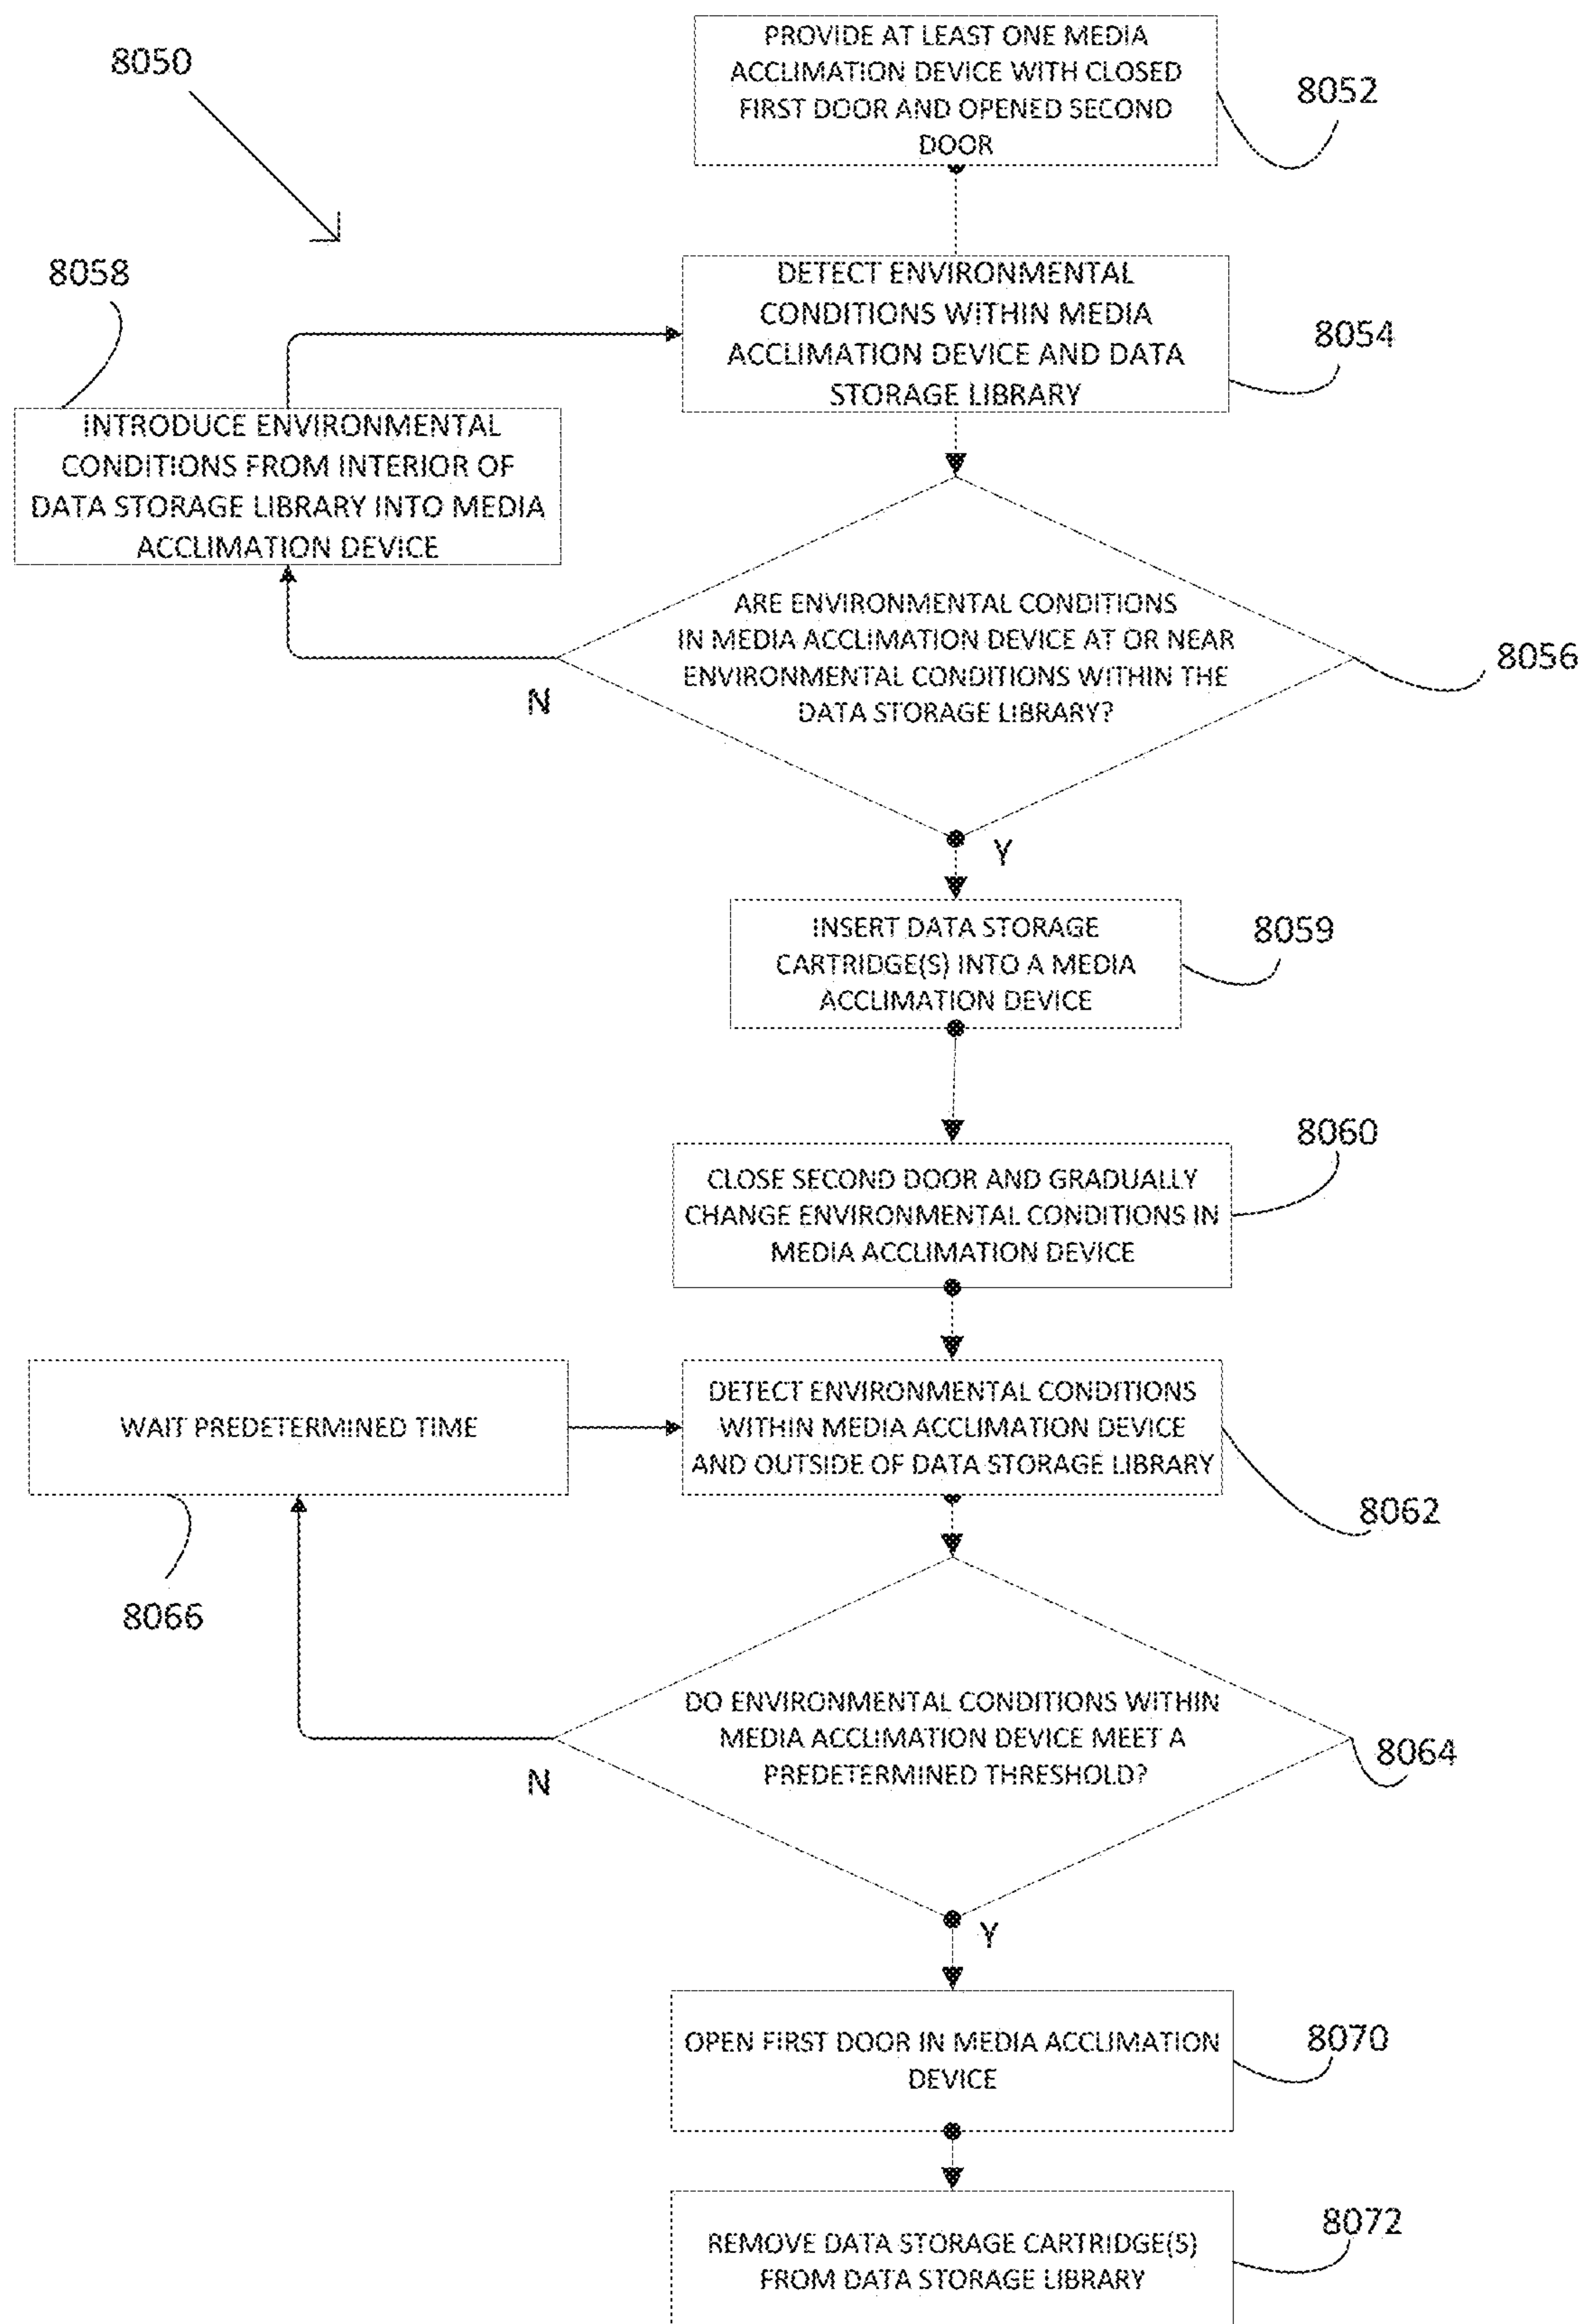 8050
PROVIDE AT LEAST ONE MEDIA
ACCLIMATION DEVICE WITH CLOSED
FIRST DOOR AND OPENED SECOND
DOOR
8052
8058
DETECT ENVIRONMENTAL
CONDITIONS WITHIN MEDIA
ACCLIMATION DEVICE AND DATA
STORAGE LIBRARY
8054
INTRODUCE ENVIRONMENTAL
CONDITIONS FROM INTERIOR OF
DATA STORAGE LIBRARY INTO MEDIA
ACCLIMATION DEVICE
ARE ENVIRONMENTAL CONDITIONS
IN MEDIA ACCLIMATION DEVICE AT OR NEAR
ENVIRONMENTAL CONDITIONS WITHIN THE
DATA STORAGE LIBRARY?
8056
N
Y
INSERT DATA STORAGE
CARTRIDGE(S) INTO A MEDIA
ACCLIMATION DEVICE
8059
CLOSE SECOND DOOR AND GRADUALLY
CHANGE ENVIRONMENTAL CONDITIONS IN
MEDIA ACCLIMATION DEVICE
8060
WAIT PREDETERMINED TIME
DETECT ENVIRONMENTAL CONDITIONS
WITHIN MEDIA ACCLIMATION DEVICE
AND OUTSIDE OF DATA STORAGE LIBRARY
8062
8066
DO ENVIRONMENTAL CONDITIONS WITHIN
MEDIA ACCLIMATION DEVICE MEET A
PREDETERMINED THRESHOLD?
8064
N
Y
OPEN FIRST DOOR IN MEDIA ACCLIMATION
DEVICE
8070
REMOVE DATA STORAGE CARTRIDGE(S)
FROM DATA STORAGE LIBRARY
8072